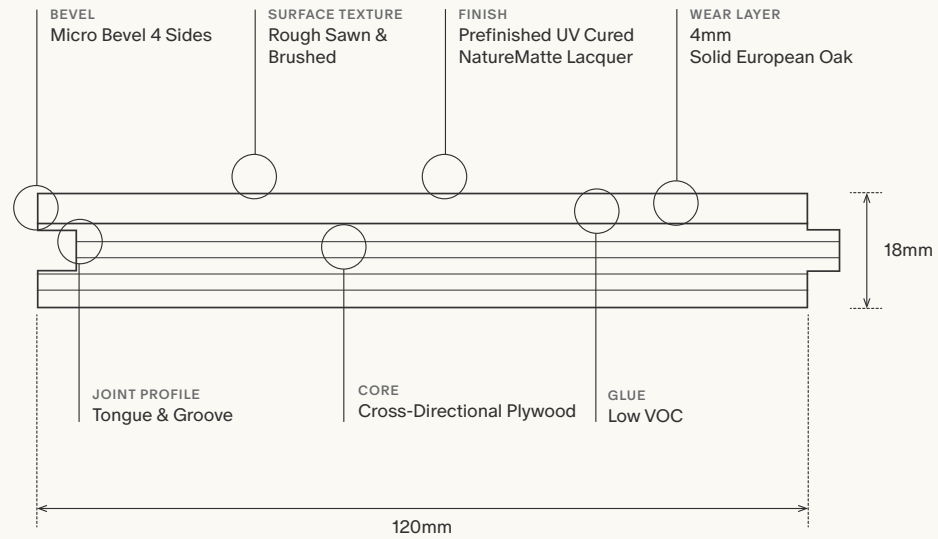 BEVEL
Micro Bevel 4 Sides
SURFACE TEXTURE
Rough Sawn &
Brushed
FINISH
Prefinished UV Cured
NatureMatte Lacquer
WEAR LAYER
4mm
Solid European Oak
18mm
JOINT PROFILE
Tongue & Groove
CORE
Cross-Directional Plywood
GLUE
Low VOC
120mm